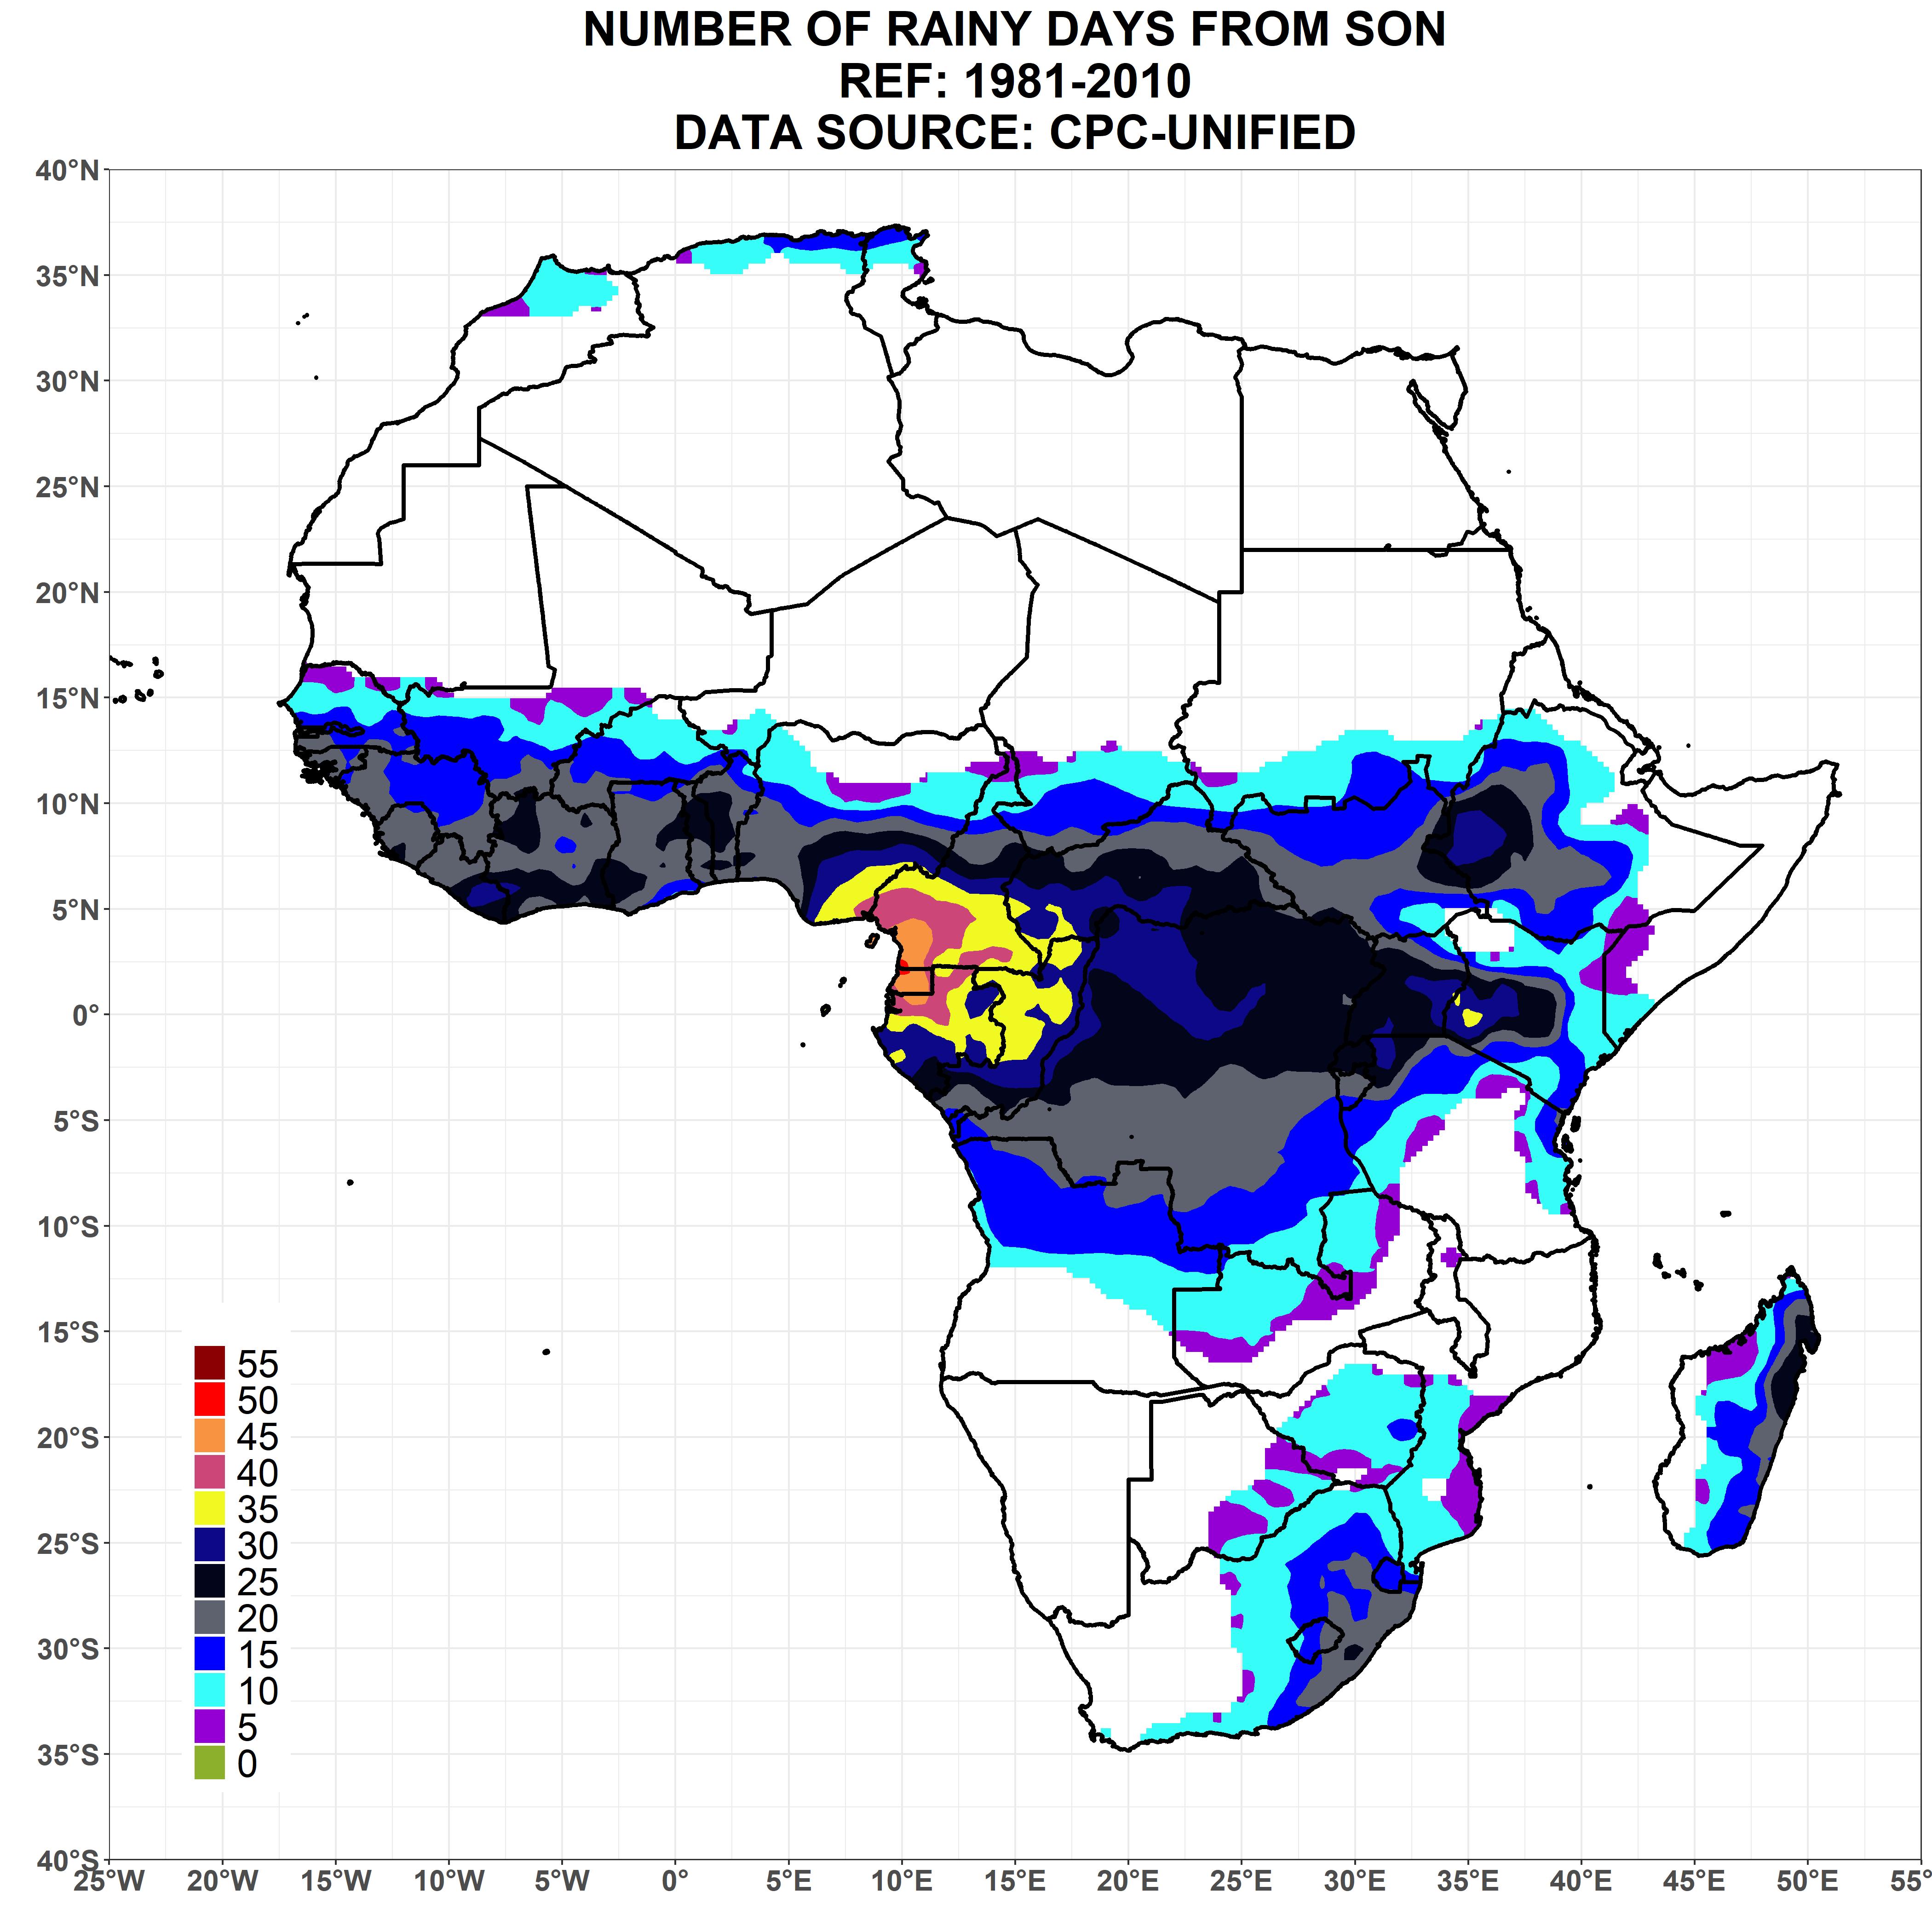 NUMBER OF RAINY DAYS FROM SON
REF: 1981-2010
DATA SOURCE: CPC-UNIFIED
40°N
35°N
30°N
25°N
20°N
15°N
10°N
5°N
0°
5°S
10°S
15°S
20°S
25°S
30°S
35°S
40°S
55
50
45
40
35
30
25
20
15
10
5
0
25°W 20°W 15°W 10°W 5°W 0° 5°E 10°E 15°E 20°E 25°E 30°E 35°E 40°E 45°E 50°E 55°